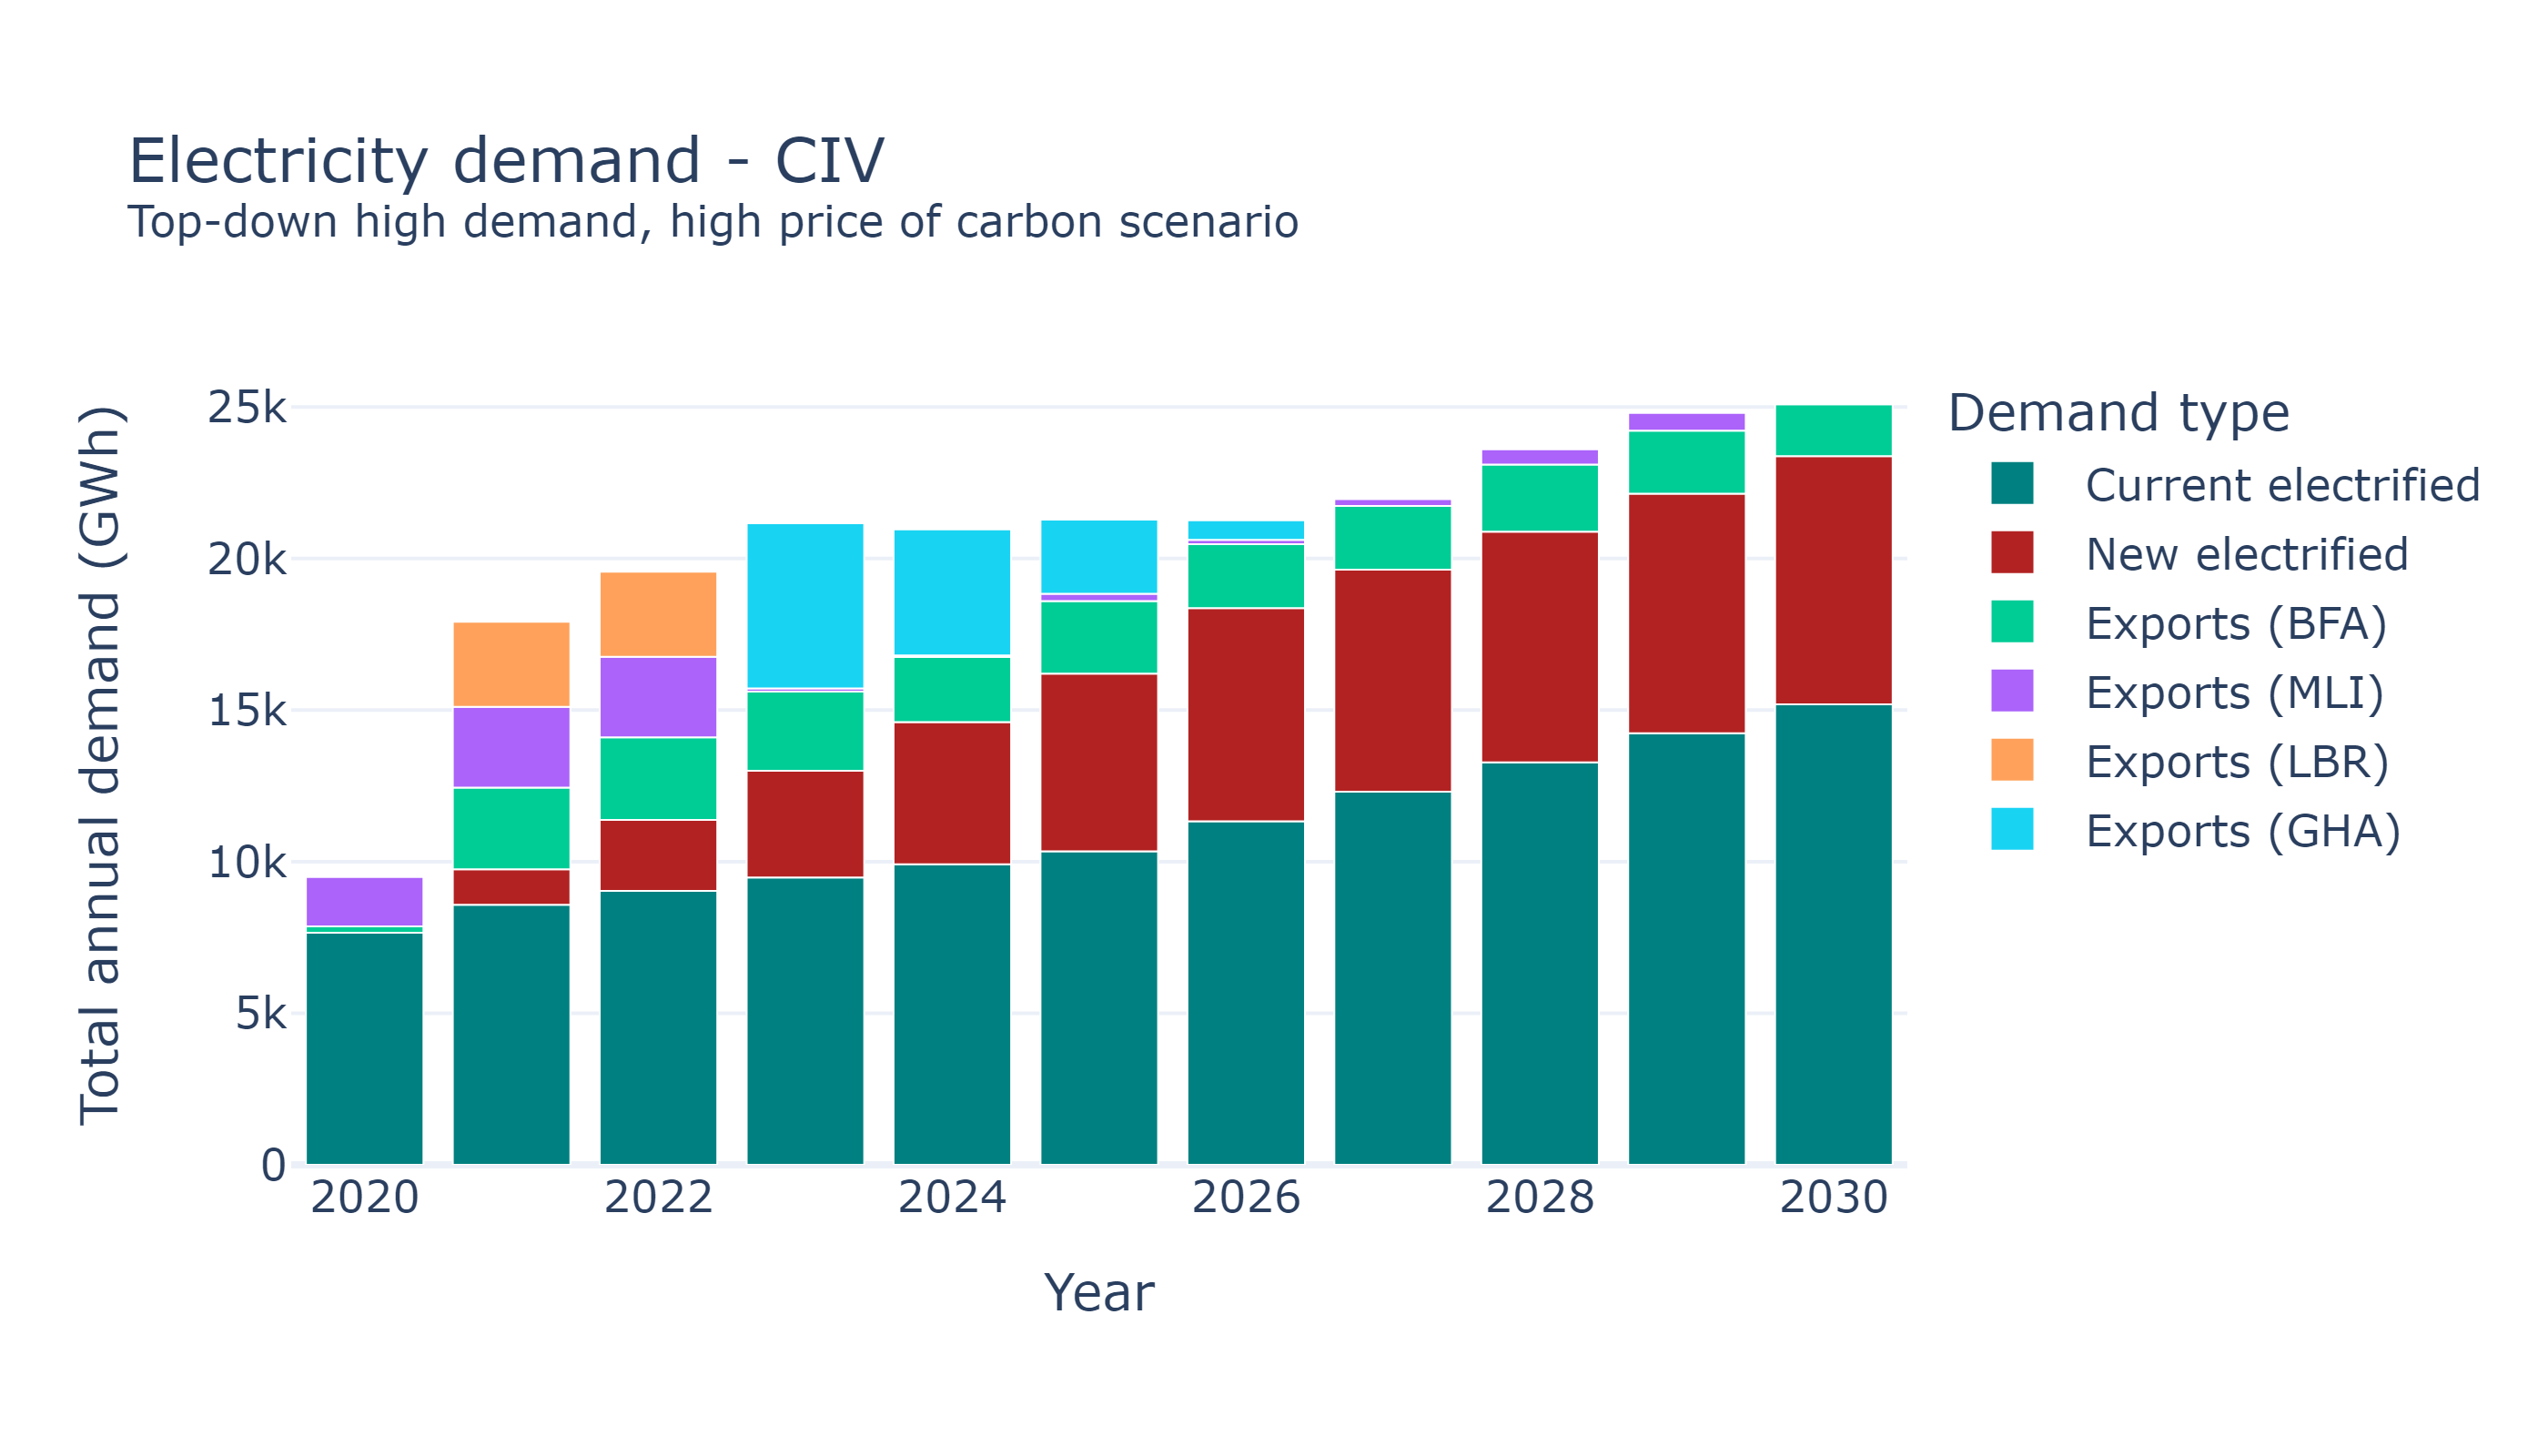 Electricity demand - CIV
Top-down high demand, high price of carbon scenario
Total annual demand (GWh)
25k
20k
15k
10k
5k
0
2020
2022
2024
2026
2028
2030
Year
Demand type
Current electrified
New electrified
Exports (BFA)
Exports (MLI)
Exports (LBR)
Exports (GHA)